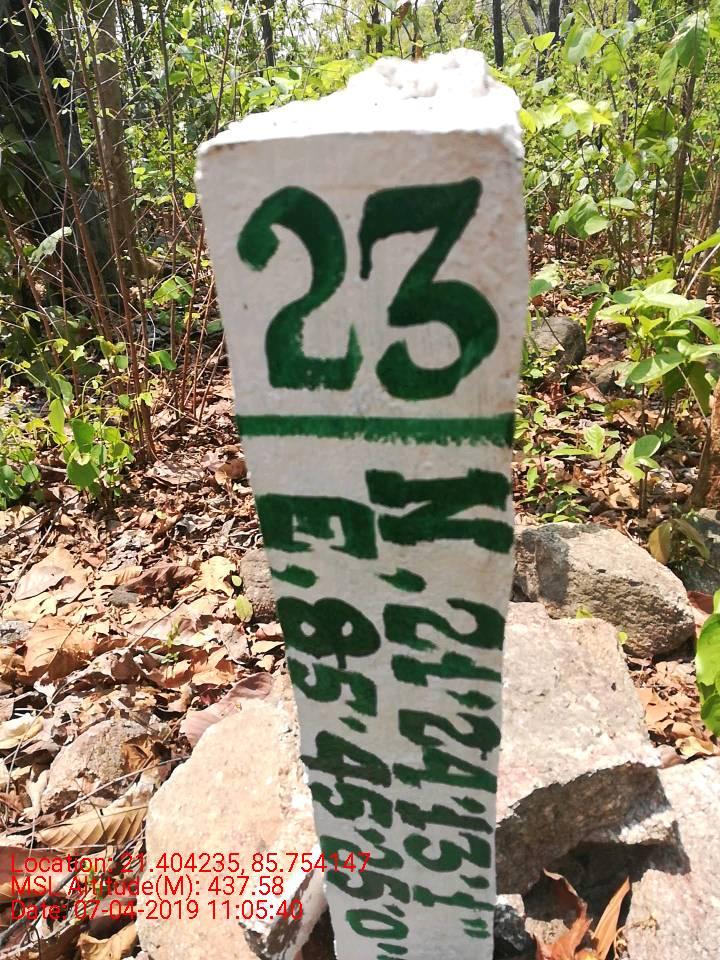 23
N.21'24'13'1"
E.85'45'05'0"
Location: 21.404235, 85.754147
MSL Altitude(M): 437.58
Date: 07-04-2019 11:05:40